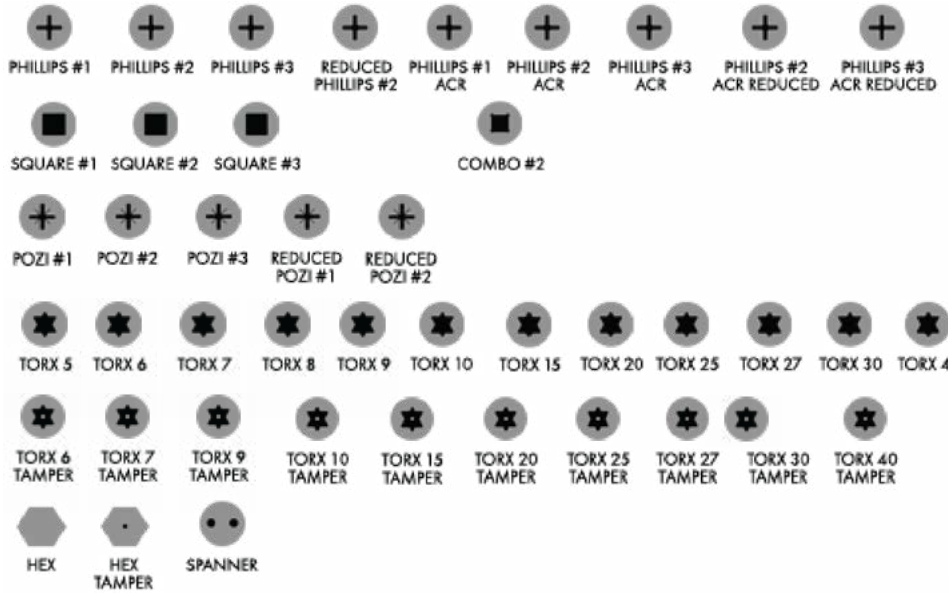 PHILLIPS #1 PHILLIPS #2 PHILLIPS #3 REDUCED PHILLIPS #2 PHILLIPS #1 ACR PHILLIPS #2 ACR PHILLIPS #3 ACR PHILLIPS #2 ACR REDUCED PHILLIPS #3 ACR REDUCED
SQUARE #1 SQUARE #2 SQUARE #3 COMBO #2
POZI #1 POZI #2 POZI #3 REDUCED POZI #1 REDUCED POZI #2
TORX 5 TORX 6 TORX 7 TORX 8 TORX 9 TORX 10 TORX 15 TORX 20 TORX 25 TORX 27 TORX 30 TORX 4
TORX 6 TAMPER TORX 7 TAMPER TORX 9 TAMPER TORX 10 TAMPER TORX 15 TAMPER TORX 20 TAMPER TORX 25 TAMPER TORX 27 TAMPER TORX 30 TAMPER TORX 40 TAMPER
HEX HEX TAMPER SPANNER